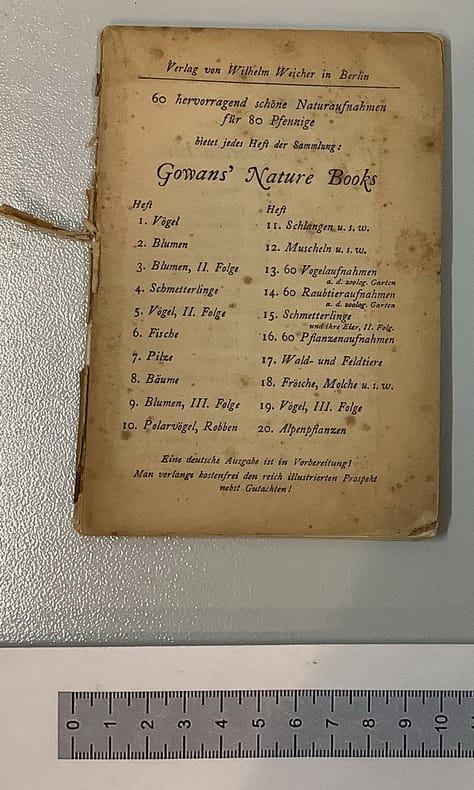 Verlag von Wilhelm Weicher in Berlin
60 hervorragend schöne Naturaufnahmen
für 80 Pfennige
bietet jedes Heft der Sammlung:
Gowans' Nature Books
Heft
1. Vögel
2. Blumen
3. Blumen, II. Folge
4. Schmetterlinge
5. Vögel, II. Folge
6. Fische
7. Pilze
8. Bäume
9. Blumen, III. Folge
10. Polarvögel, Robben
Heft
11. Schlangen u. s. w.
12. Muscheln u. s. w.
13. 60 Vogelaufnahmen
a. d. zoolog. Garten
14. 60 Raubtieraufnahmen
a. d. zoolog. Garten
15. Schmetterlinge
und ihre Eier, II. Folg.
16. 60 Pflanzenaufnahmen
17. Wald- und Feldtiere
18. Frösche, Molche u. s. w.
19. Vögel, III. Folge
20. Alpenpflanzen
Eine deutsche Ausgabe ist in Vorbereitung!
Man verlange kostenfrei den reich illustrierten Prospekt
nebst Gutachten!
0 1 2 3 4 5 6 7 8 9 10